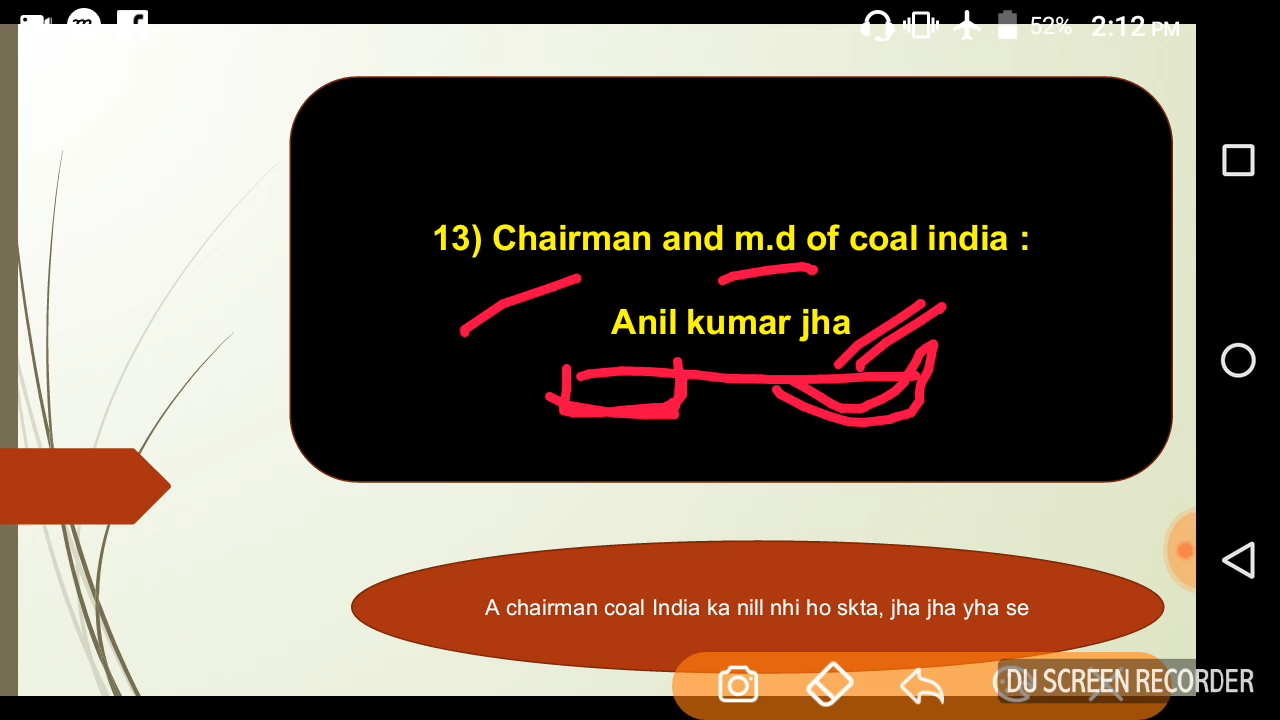 52% 2:12 PM
13) Chairman and m.d of coal india :
Anil kumar jha
A chairman coal India ka nill nhi ho skta, jha jha yha se
DU SCREEN RECORDER